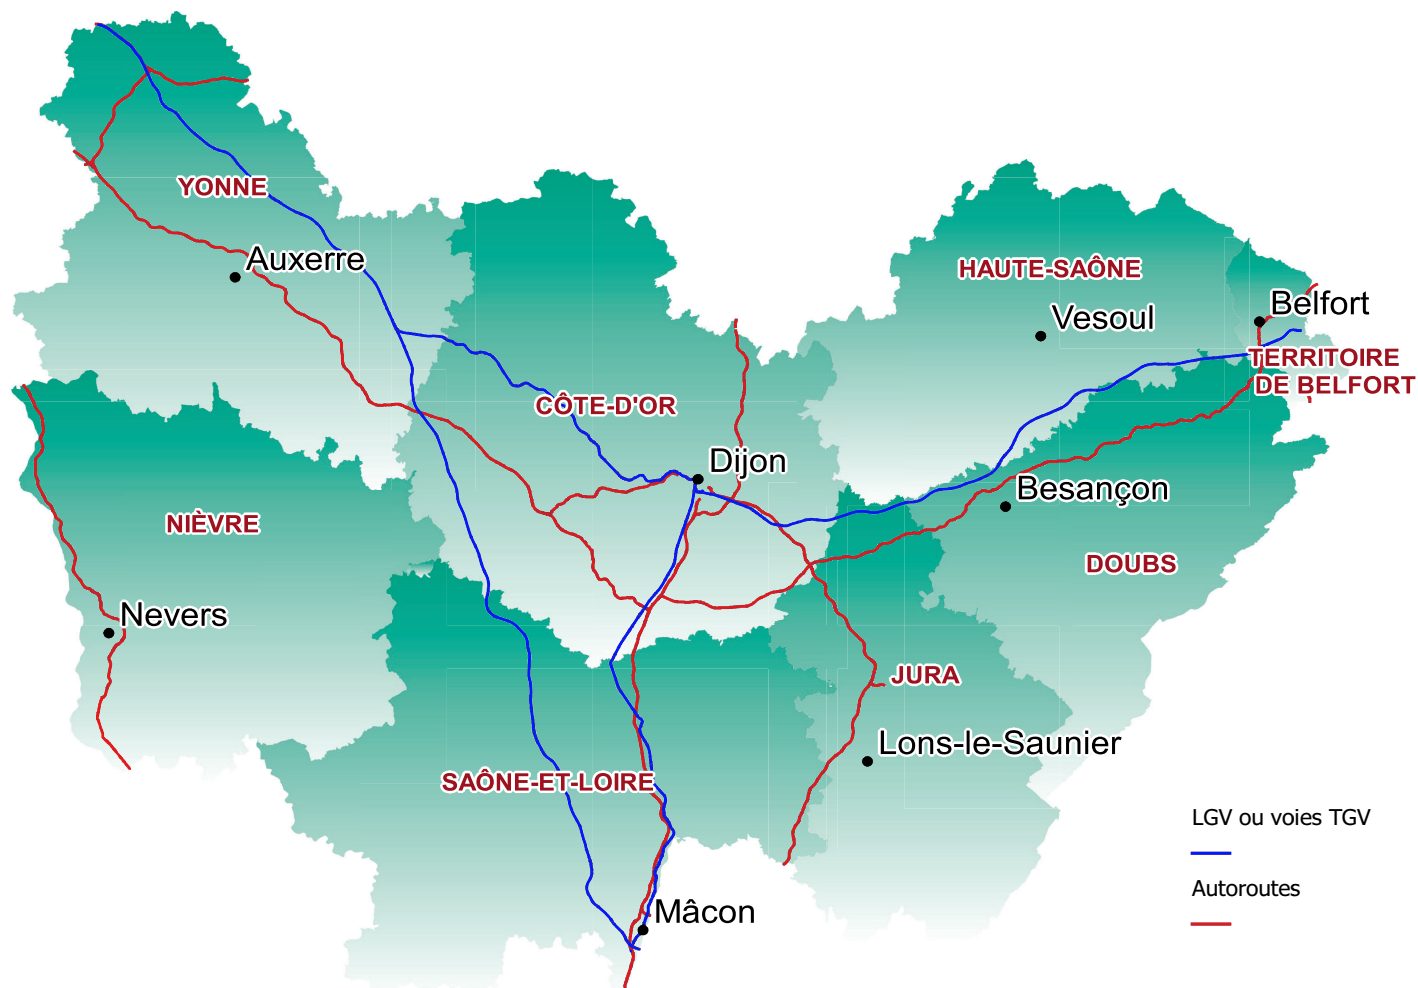 YONNE
Auxerre
HAUTE-SAÔNE
Belfort
Vesoul
TERRITOIRE
DE BELFORT
CÔTE-D'OR
Dijon
Besançon
NIÈVRE
DOUBS
Nevers
JURA
Lons-le-Saunier
SAÔNE-ET-LOIRE
LGV ou voies TGV
Autoroutes
Mâcon